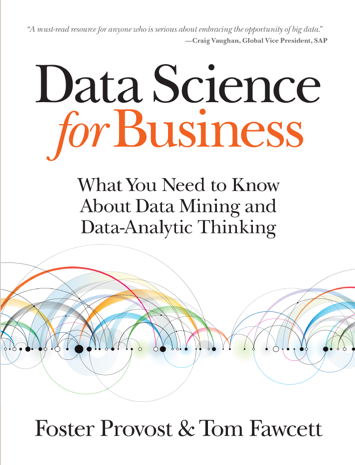 “A must-read resource for anyone who is serious about embracing the opportunity of big data.”
—Craig Vaughan, Global Vice President, SAP
Data Science
for Business
What You Need to Know
About Data Mining and
Data-Analytic Thinking
Foster Provost & Tom Fawcett